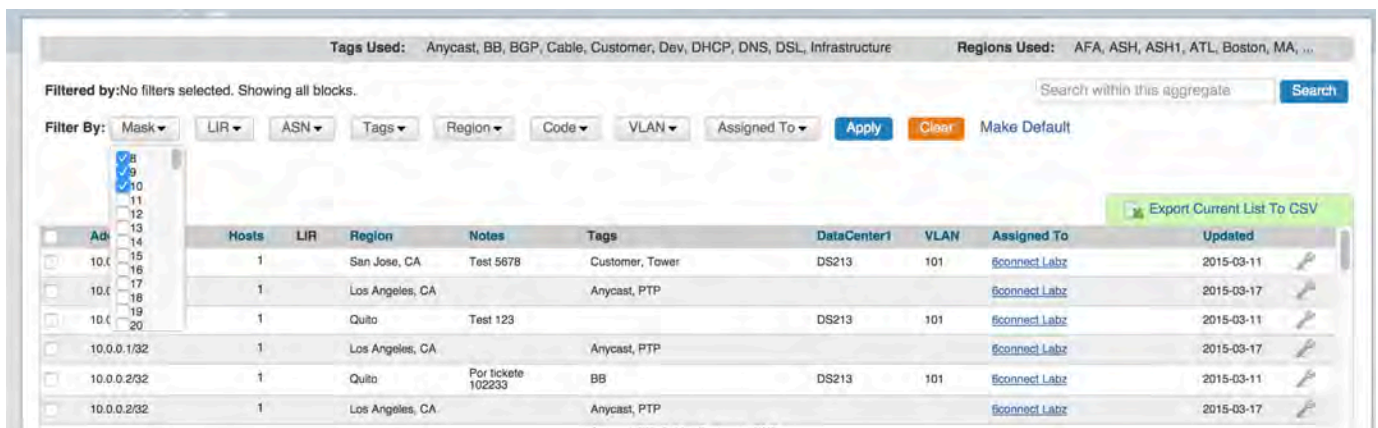 Tags Used: Anycast, BB, BGP, Cable, Customer, Dev, DHCP, DNS, DSL, Infrastructure Regions Used: AFA, ASH, ASH1, ATL, Boston, MA, ...
Filtered by:No filters selected. Showing all blocks. Search within this aggregate Search
Filter By: Mask LIR ASN Tags Region Code VLAN Assigned To Apply Clear Make Default
8
9
10
11
12
13
14
15
16
17
18
19
20
Export Current List To CSV
Hosts LIR Region Notes Tags DataCenter1 VLAN Assigned To Updated
1 San Jose, CA Test 5678 Customer, Tower DS213 101 6connect Labz 2015-03-11
1 Los Angeles, CA Anycast, PTP 6connect Labz 2015-03-17
1 Quito Test 123 DS213 101 6connect Labz 2015-03-11
10.0.0.1/32 1 Los Angeles, CA Anycast, PTP 6connect Labz 2015-03-17
10.0.0.2/32 1 Quito Por tickete 102233 BB DS213 101 6connect Labz 2015-03-11
10.0.0.2/32 1 Los Angeles, CA Anycast, PTP 6connect Labz 2015-03-17